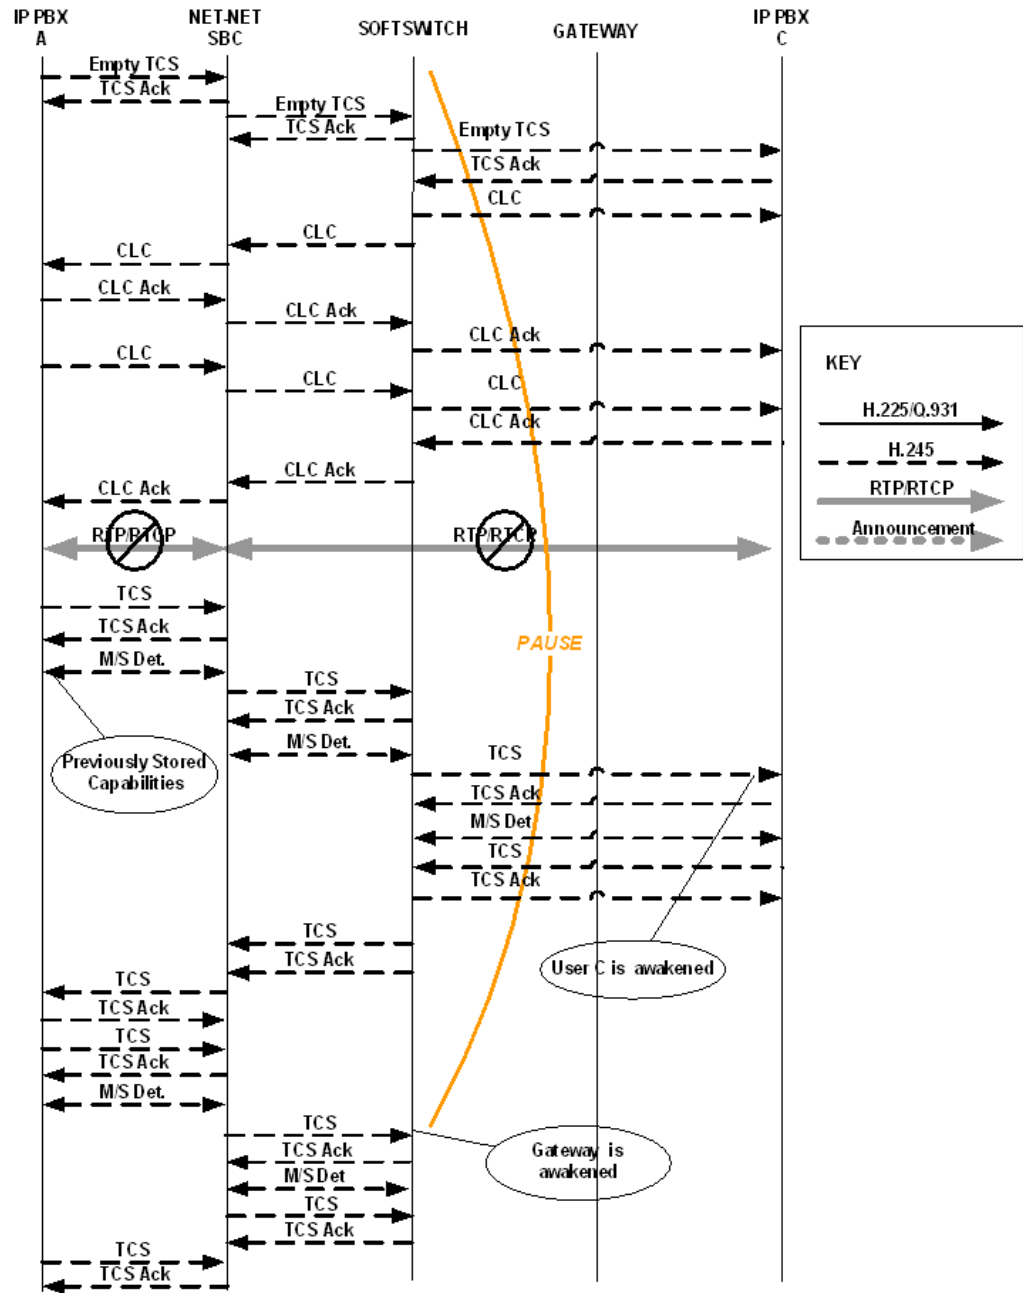 IP PBX
A
NET-NET
SBC
SOFTSWITCH
GATEWAY
IP PBX
C
Empty TCS
TCS Ack
Empty TCS
TCS Ack
Empty TCS
TCS Ack
CLC
CLC
CLC
CLC Ack
CLC Ack
CLC Ack
CLC
CLC
CLC
CLC Ack
CLC Ack
CLC Ack
RTP/RTCP
RTP/RTCP
KEY
H.225/Q.931
H.245
RTP/RTCP
Announcement
TCS
TCS Ack
M/S Det.
PAUSE
TCS
TCS Ack
M/S Det.
Previously Stored
Capabilities
TCS
TCS Ack
M/S Det
TCS
TCS Ack
User C is awakened
TCS
TCS Ack
TCS
TCS Ack
TCS
TCS Ack
M/S Det.
TCS
TCS Ack
M/S Det
TCS
TCS Ack
Gateway is
awakened
TCS
TCS Ack